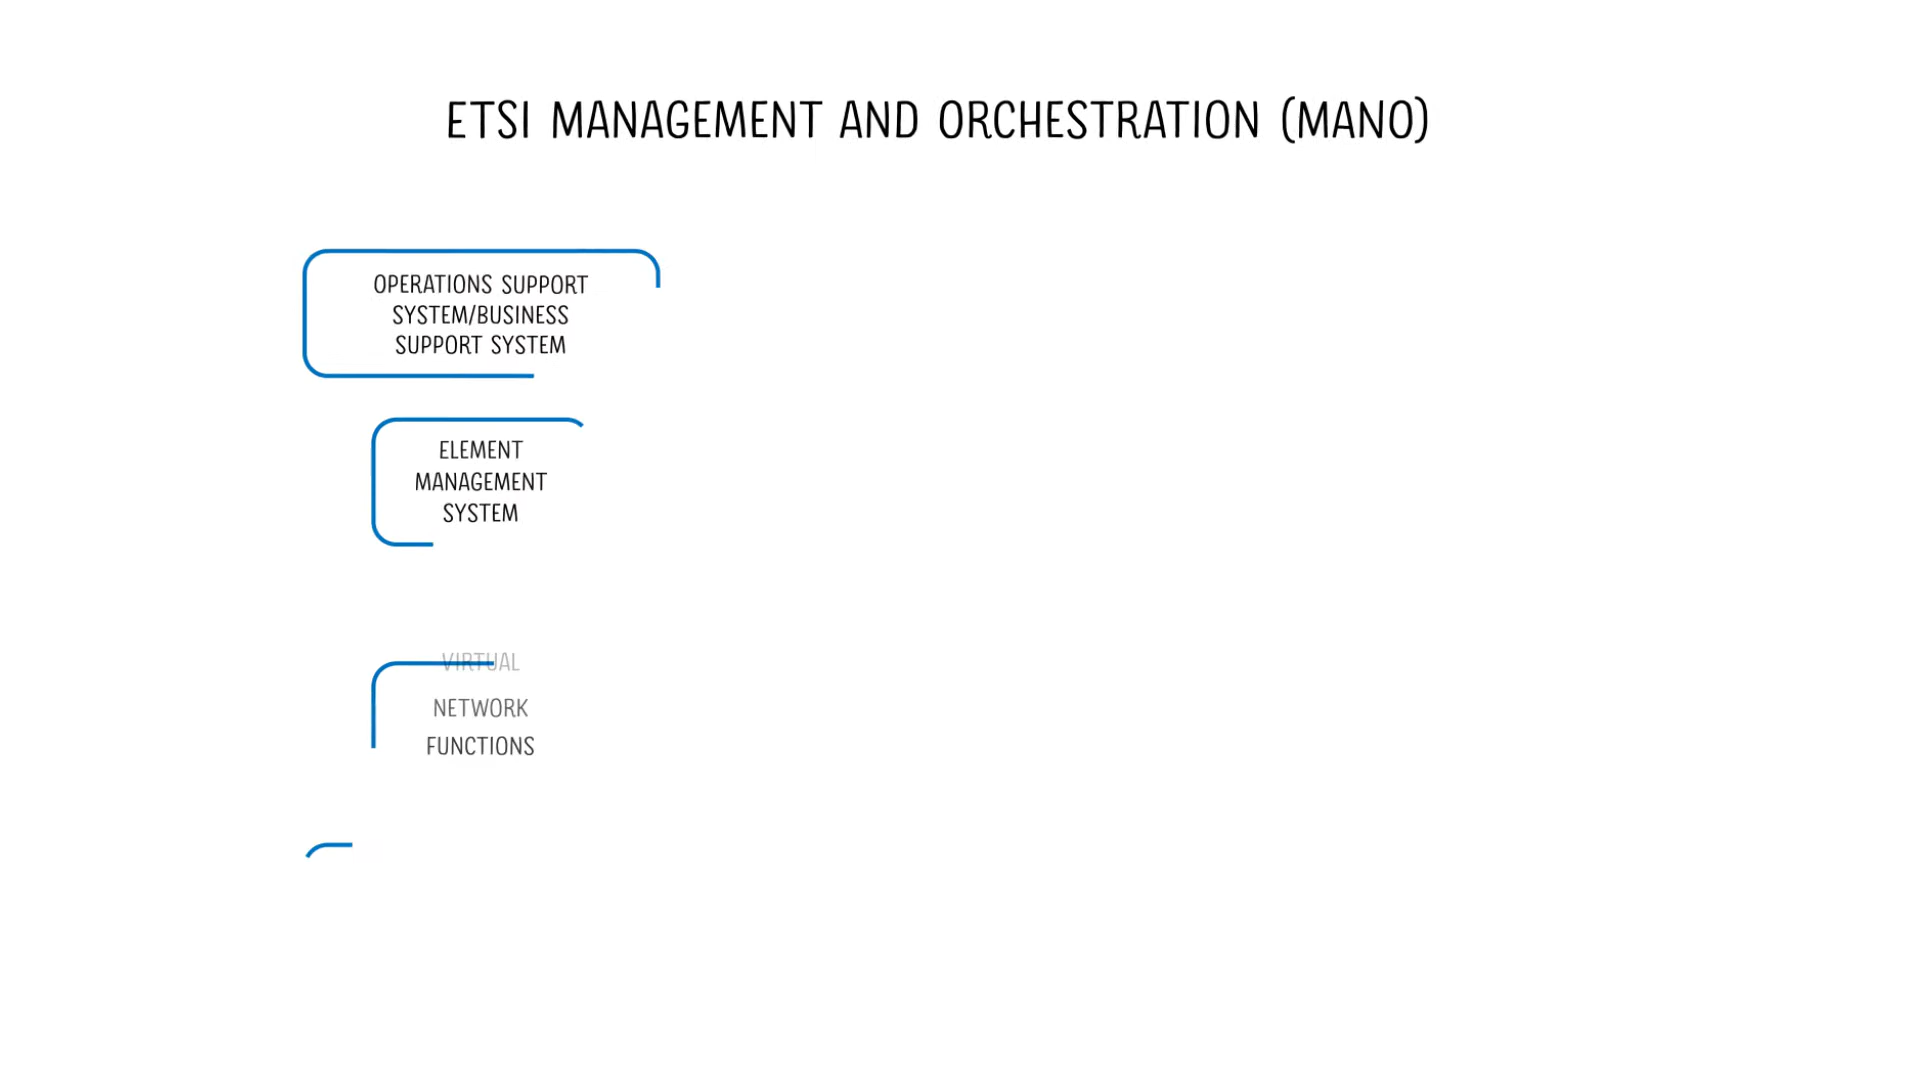 ETSI MANAGEMENT AND ORCHESTRATION (MANO)
OPERATIONS SUPPORT
SYSTEM/BUSINESS
SUPPORT SYSTEM
ELEMENT
MANAGEMENT
SYSTEM
VIRTUAL
NETWORK
FUNCTIONS